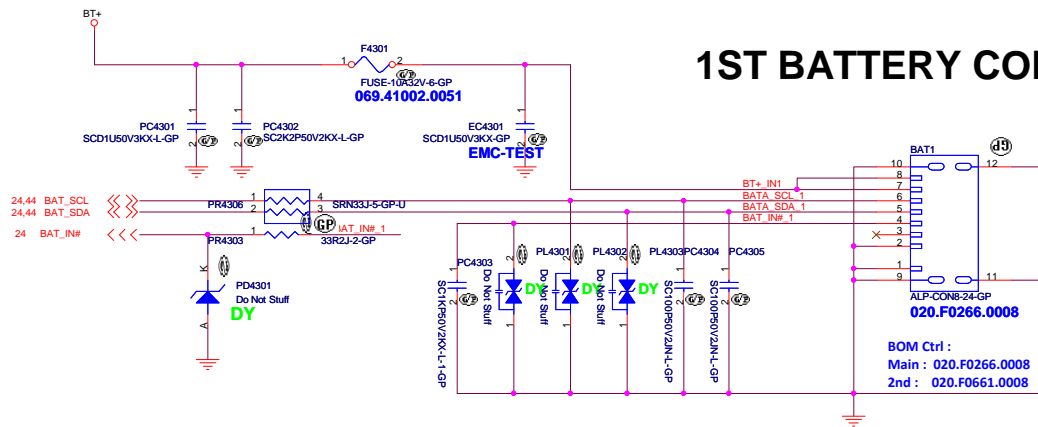 BT+
F4301
1 2
FUSE-10A32V-6-GP
069.41002.0051
1ST BATTERY CO
PC4301
SCD1U50V3KX-L-GP
PC4302
SC2K2P50V2KX-L-GP
EC4301
SCD1U50V3KX-GP
EMC-TEST
BAT1
GP
10
12
8
7
6
5
4
3
2
1
9
11
BT+_IN1
BATA_SCL_1
BATA_SDA_1
BAT_IN#_1
24,44 BAT_SCL
24,44 BAT_SDA
24 BAT_IN#
PR4306
1 4
2 3
SRN33J-5-GP-U
GP
BAT_IN#_1
PR4303
1
33R2J-2-GP
K
PD4301
Do Not Stuff
DY
A
PC4303
SC1KP50V2KX-L-1-GP
PL4301
Do Not Stuff
DY
PL4302
Do Not Stuff
DY
PL4303
Do Not Stuff
DY
PC4304
SC100P50V2JN-L-GP
PC4305
SC100P50V2JN-L-GP
ALP-CON8-24-GP
020.F0266.0008
BOM Ctrl :
Main : 020.F0266.0008
2nd : 020.F0661.0008